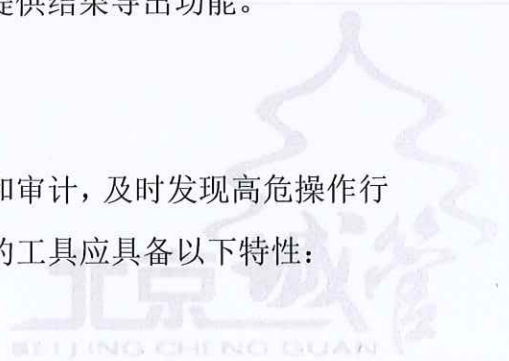 提供结果导出功能。
和审计，及时发现高危操作行
的工具应具备以下特性：
北京城管
BEIJING CHENG GUAN